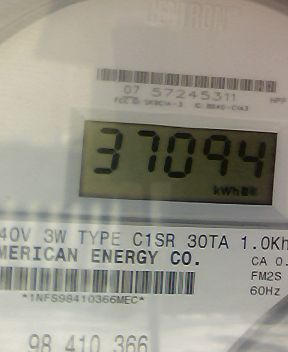 07 57245311
37094
kWh
40V 3W TYPE C1SR 30TA 1.0Kh
MERICAN ENERGY CO.
CA 0.
FM2S
60Hz
*1NFS98410366MEC*
98 410 366